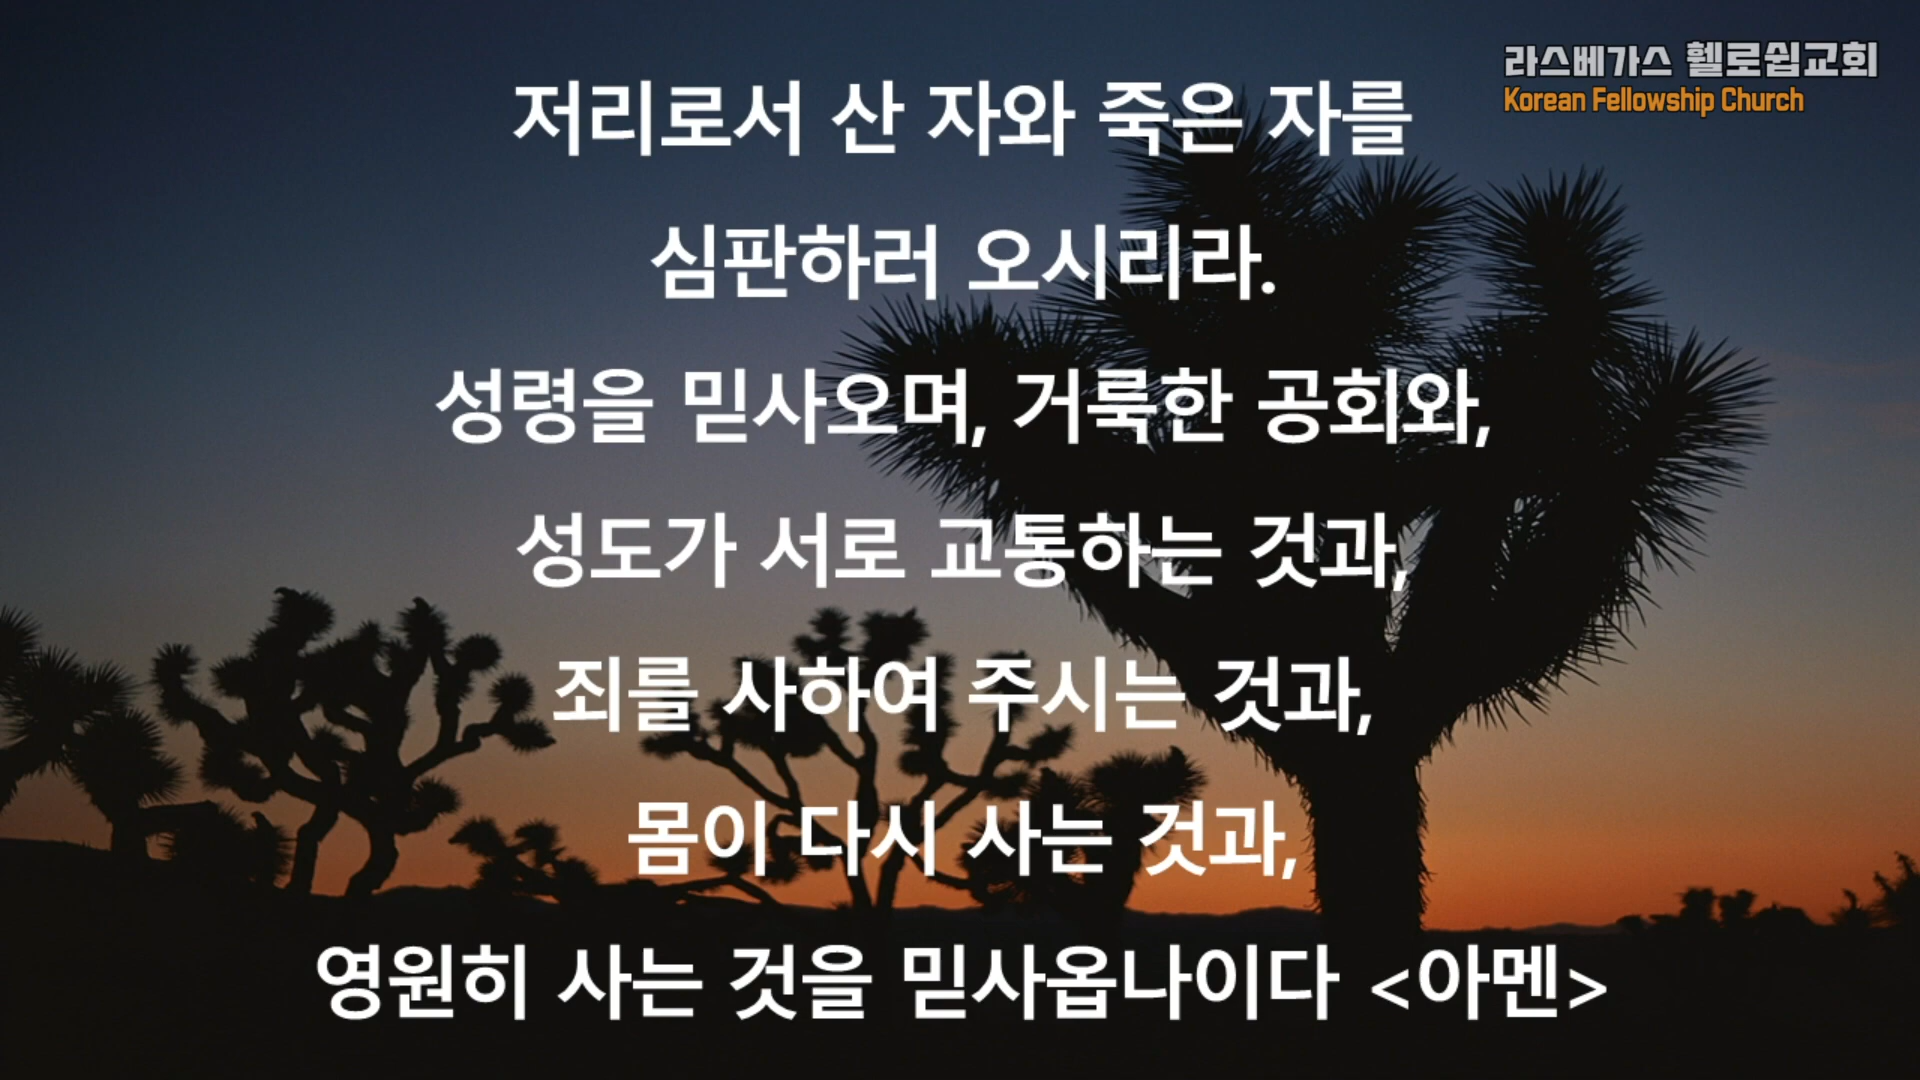 라스베가스 휄로쉽교회
Korean Fellowship Church
저리로서 산 자와 죽은 자를
심판하러 오시리라.
성령을 믿사오며, 거룩한 공회와,
성도가 서로 교통하는 것과,
죄를 사하여 주시는 것과,
몸이 다시 사는 것과,
영원히 사는 것을 믿사옵나이다 <아멘>